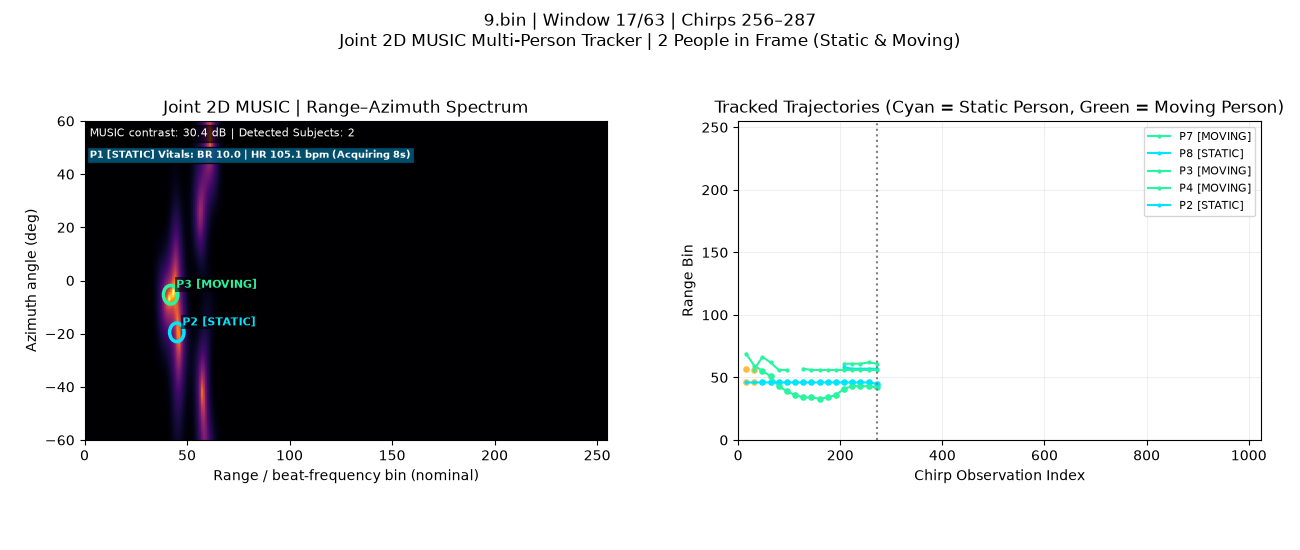 9.bin | Window 17/63 | Chirps 256–287
Joint 2D MUSIC Multi-Person Tracker | 2 People in Frame (Static & Moving)
Joint 2D MUSIC | Range–Azimuth Spectrum
MUSIC contrast: 30.4 dB | Detected Subjects: 2
P1 [STATIC] Vitals: BR 10.0 | HR 105.1 bpm (Acquiring 8s)
P3 [MOVING]
P2 [STATIC]
60
40
20
0
−20
−40
−60
Azimuth angle (deg)
0
50
100
150
200
250
Range / beat-frequency bin (nominal)
Tracked Trajectories (Cyan = Static Person, Green = Moving Person)
P7 [MOVING]
P8 [STATIC]
P3 [MOVING]
P4 [MOVING]
P2 [STATIC]
250
200
150
100
50
0
Range Bin
0
200
400
600
800
1000
Chirp Observation Index